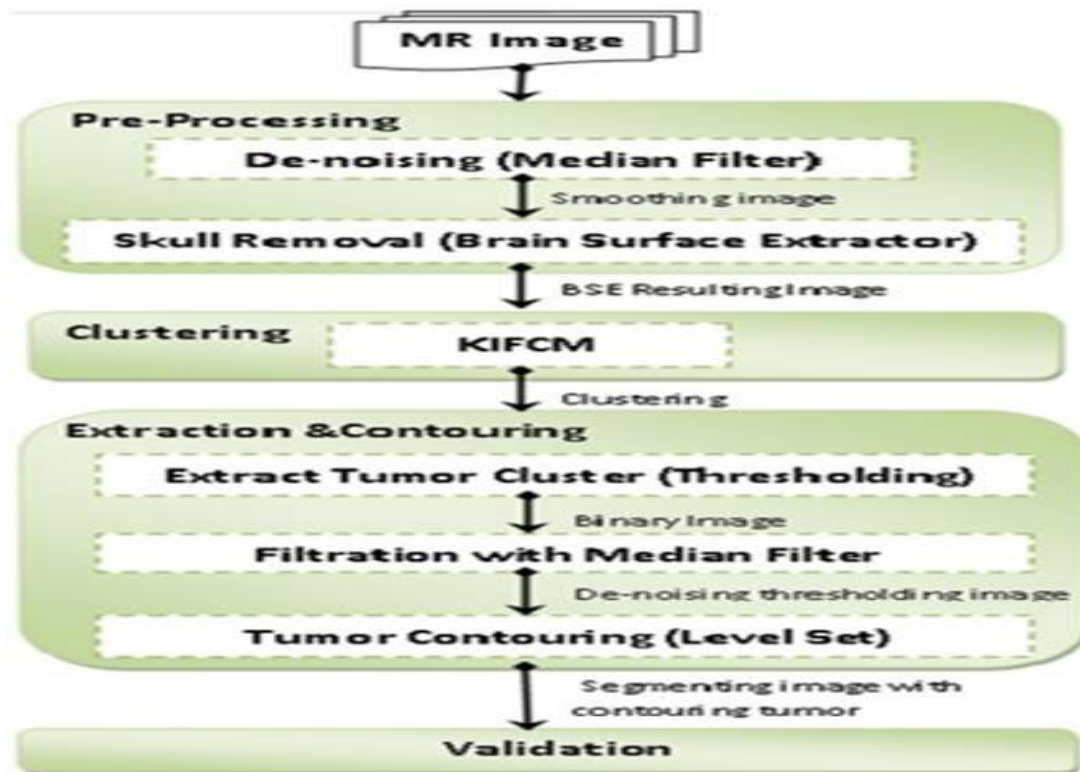 MR Image
Pre-Processing
De-noising (Median Filter)
Smoothing image
Skull Removal (Brain Surface Extractor)
BSE Resulting Image
Clustering
KIFCM
Clustering
Extraction &Contouring
Extract Tumor Cluster (Thresholding)
Binary Image
Filtration with Median Filter
De-noising thresholding image
Tumor Contouring (Level Set)
Segmenting image with
contouring tumor
Validation